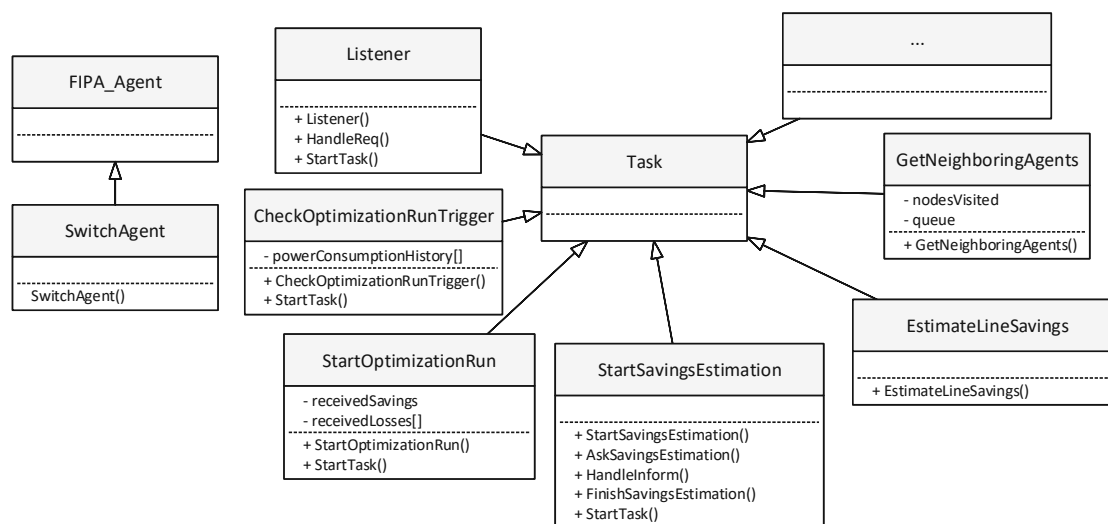 FIPA_Agent
SwitchAgent
SwitchAgent()
Listener
+ Listener()
+ HandleReq()
+ StartTask()
CheckOptimizationRunTrigger
- powerConsumptionHistory[]
+ CheckOptimizationRunTrigger()
+ StartTask()
StartOptimizationRun
- receivedSavings
- receivedLosses[]
+ StartOptimizationRun()
+ StartTask()
Task
StartSavingsEstimation
+ StartSavingsEstimation()
+ AskSavingsEstimation()
+ HandleInform()
+ FinishSavingsEstimation()
+ StartTask()
...
GetNeighboringAgents
- nodesVisited
- queue
+ GetNeighboringAgents()
EstimateLineSavings
+ EstimateLineSavings()